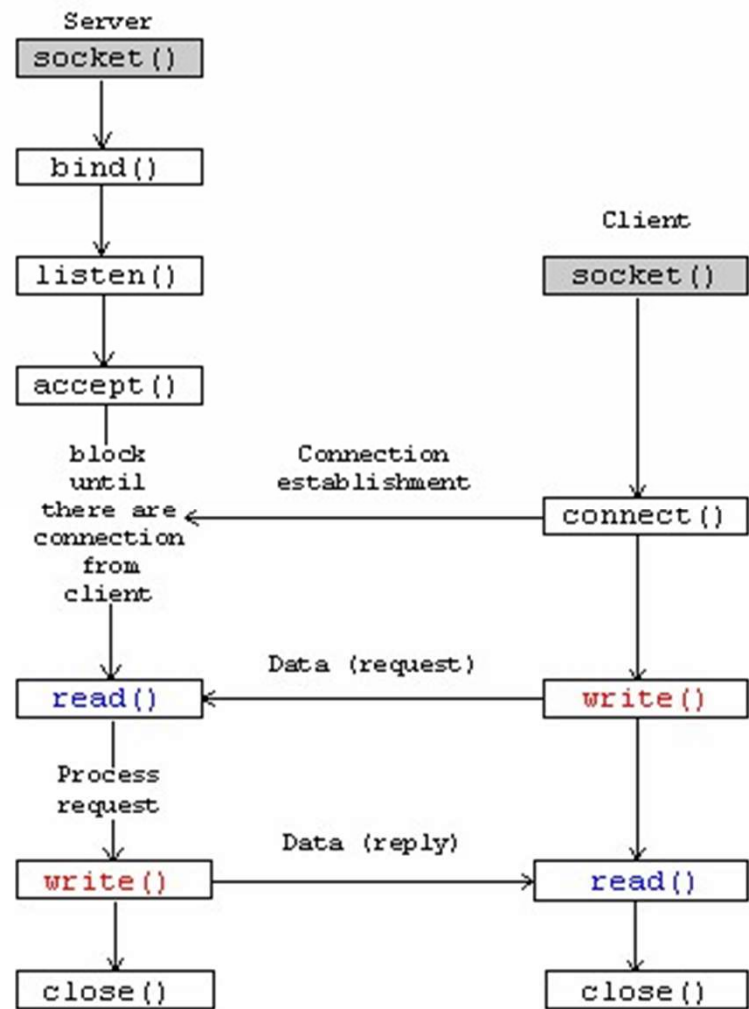 Server
socket()
bind()
Client
listen()
socket()
accept()
block
until
there are
connection
from
client
Connection
establishment
connect()
Data (request)
read()
write()
Process
request
Data (reply)
write()
read()
close()
close()